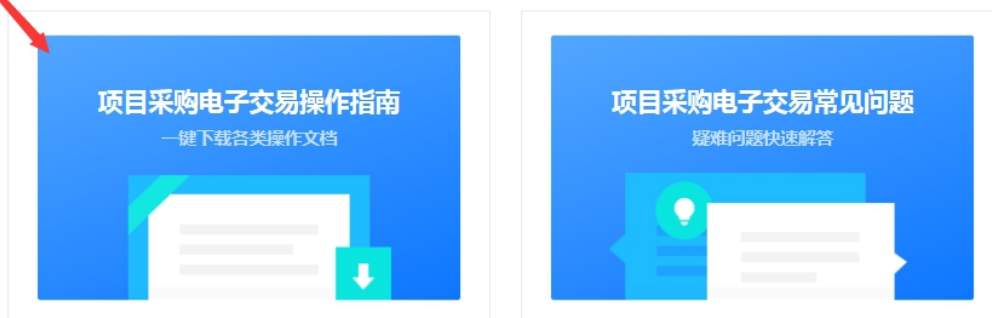 项目采购电子交易操作指南
一键下载各类操作文档
项目采购电子交易常见问题
疑难问题快速解答